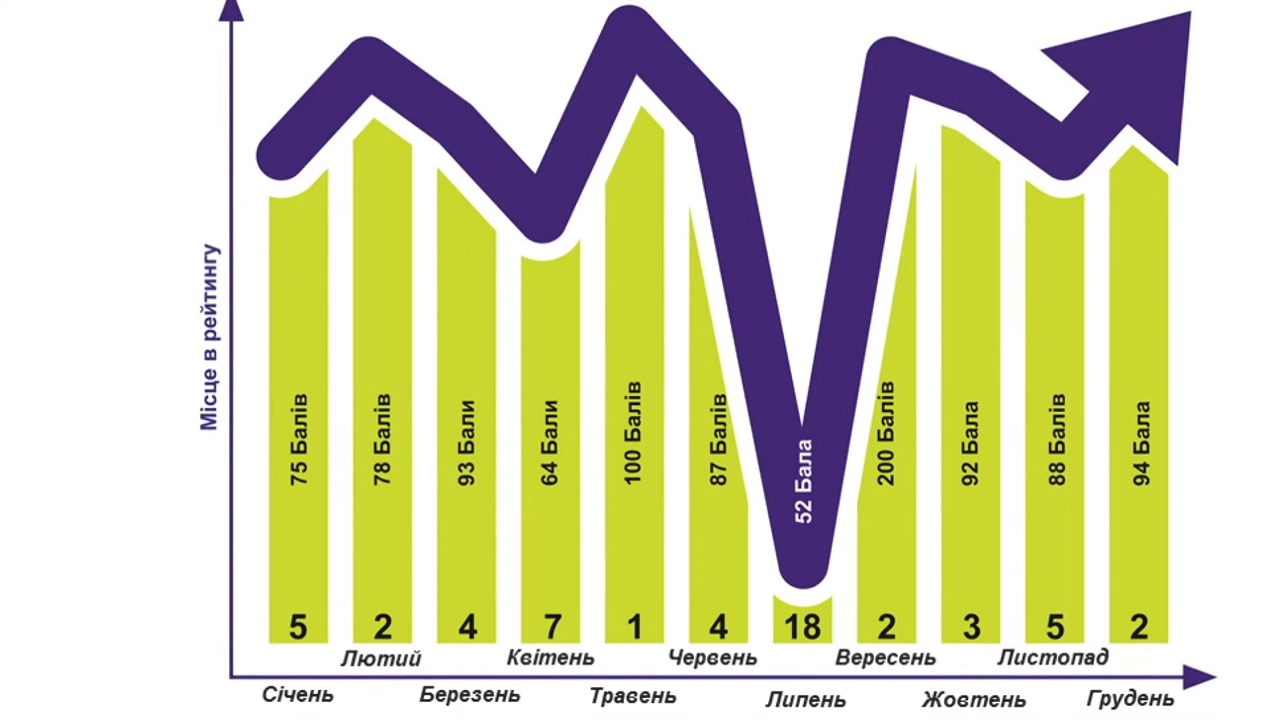 Місце в рейтингу
75 Балів
78 Балів
93 Бали
64 Бали
100 Балів
87 Балів
52 Бала
200 Балів
92 Бала
88 Балів
94 Бала
5 2 4 7 1 4 18 2 3 5 2
Лютий Квітень Червень Вересень Листопад
Січень Березень Травень Липень Жовтень Грудень